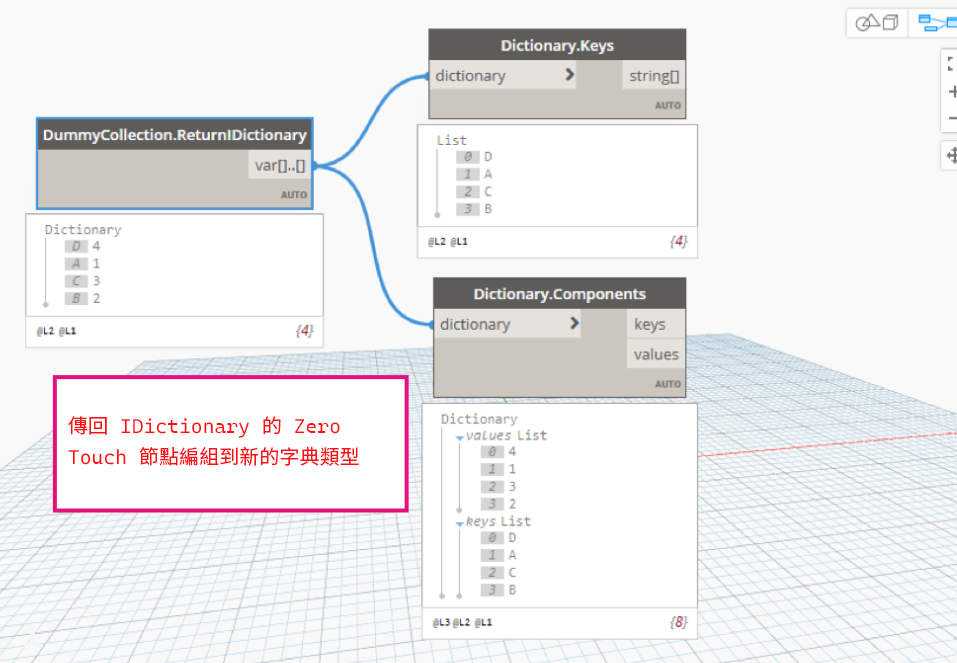 DummyCollection.ReturnIDictionary
var[]..[]
AUTO
Dictionary
D 4
A 1
C 3
B 2
@L2 @L1
{4}
Dictionary.Keys
dictionary >
string[]
AUTO
List
0 D
1 A
2 C
3 B
@L2 @L1
{4}
Dictionary.Components
dictionary >
keys
values
AUTO
Dictionary
values List
0 4
1 1
2 3
3 2
keys List
0 D
1 A
2 C
3 B
@L3 @L2 @L1
{8}
傳回 IDictionary 的 Zero
Touch 節點編組到新的字典類型